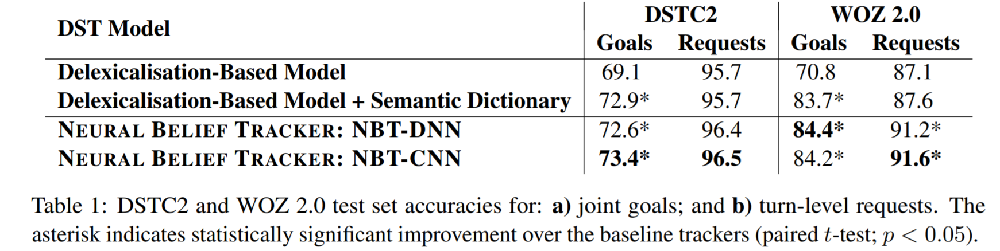 DST Model DSTC2 WOZ 2.0
Goals Requests Goals Requests
Delexicalisation-Based Model 69.1 95.7 70.8 87.1
Delexicalisation-Based Model + Semantic Dictionary 72.9* 95.7 83.7* 87.6
NEURAL BELIEF TRACKER: NBT-DNN 72.6* 96.4 84.4* 91.2*
NEURAL BELIEF TRACKER: NBT-CNN 73.4* 96.5 84.2* 91.6*
Table 1: DSTC2 and WOZ 2.0 test set accuracies for: a) joint goals; and b) turn-level requests. The
asterisk indicates statistically significant improvement over the baseline trackers (paired t-test; p < 0.05).